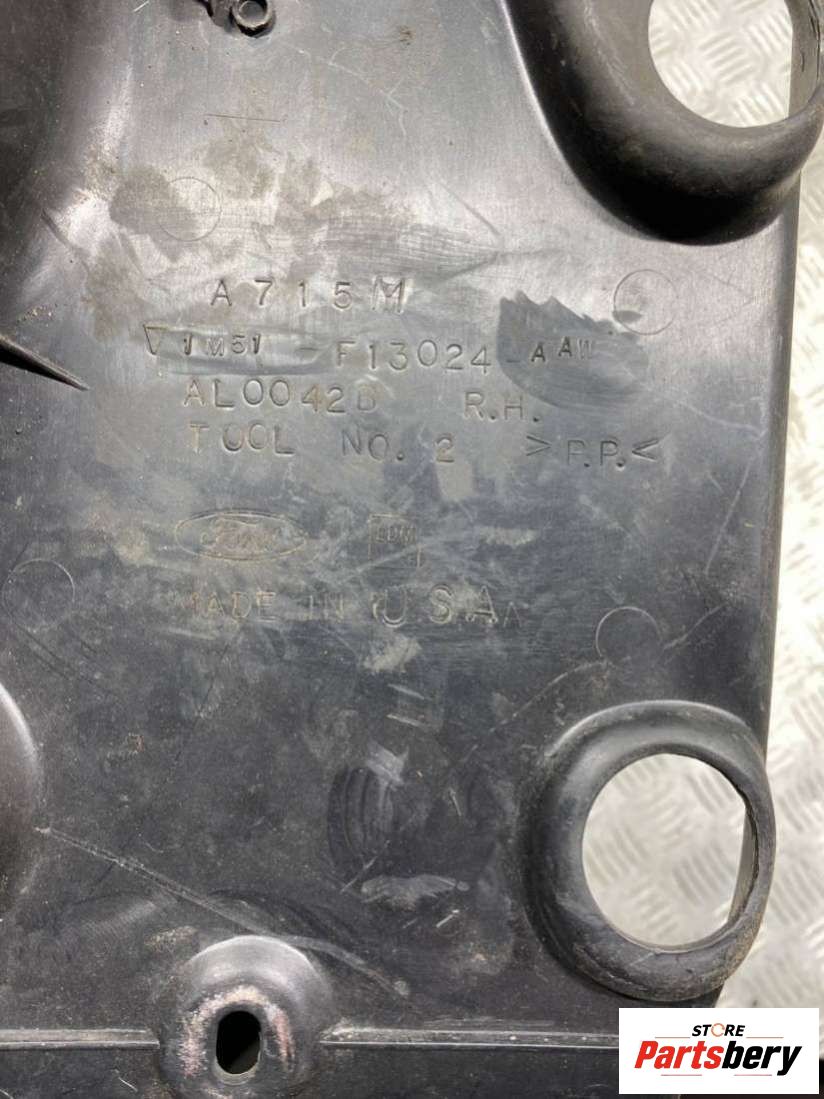 A715M
1M51 - F13024 - AAW
AL0042D R.H.
TOOL NO. 2 >P.P.<
Ford
MADE IN U.S.A.
STORE
Partsbery